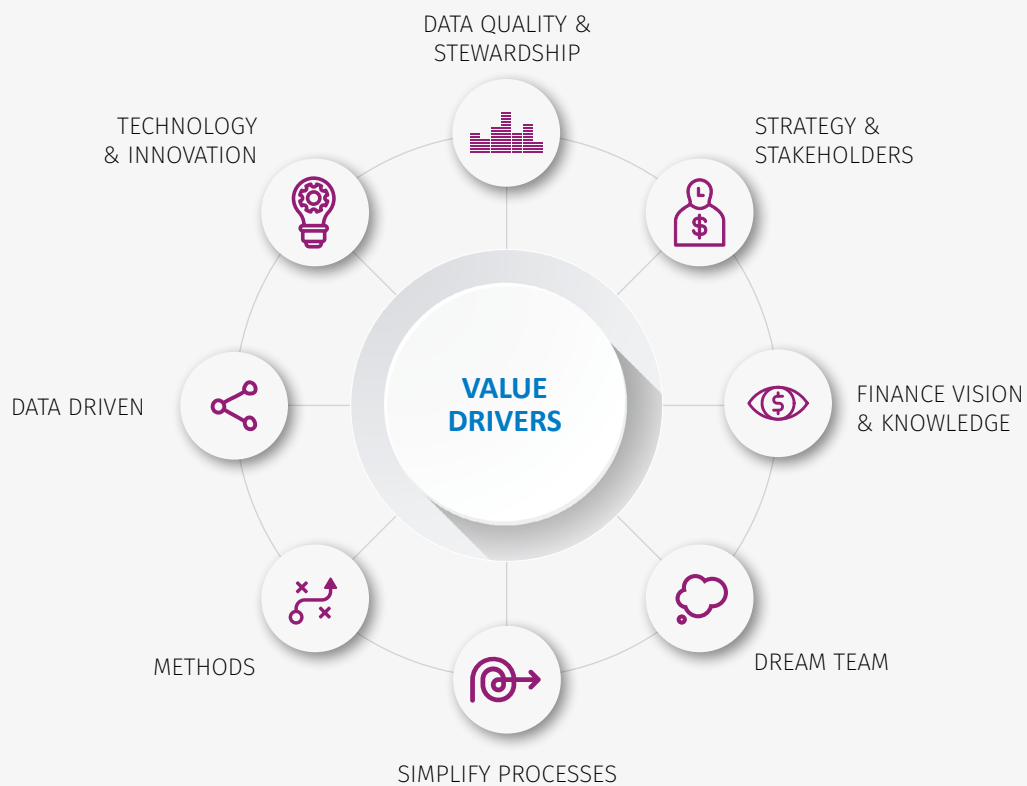 DATA QUALITY &
STEWARDSHIP
TECHNOLOGY
& INNOVATION
STRATEGY &
STAKEHOLDERS
VALUE
DRIVERS
DATA DRIVEN
FINANCE VISION
& KNOWLEDGE
METHODS
DREAM TEAM
SIMPLIFY PROCESSES
$
$